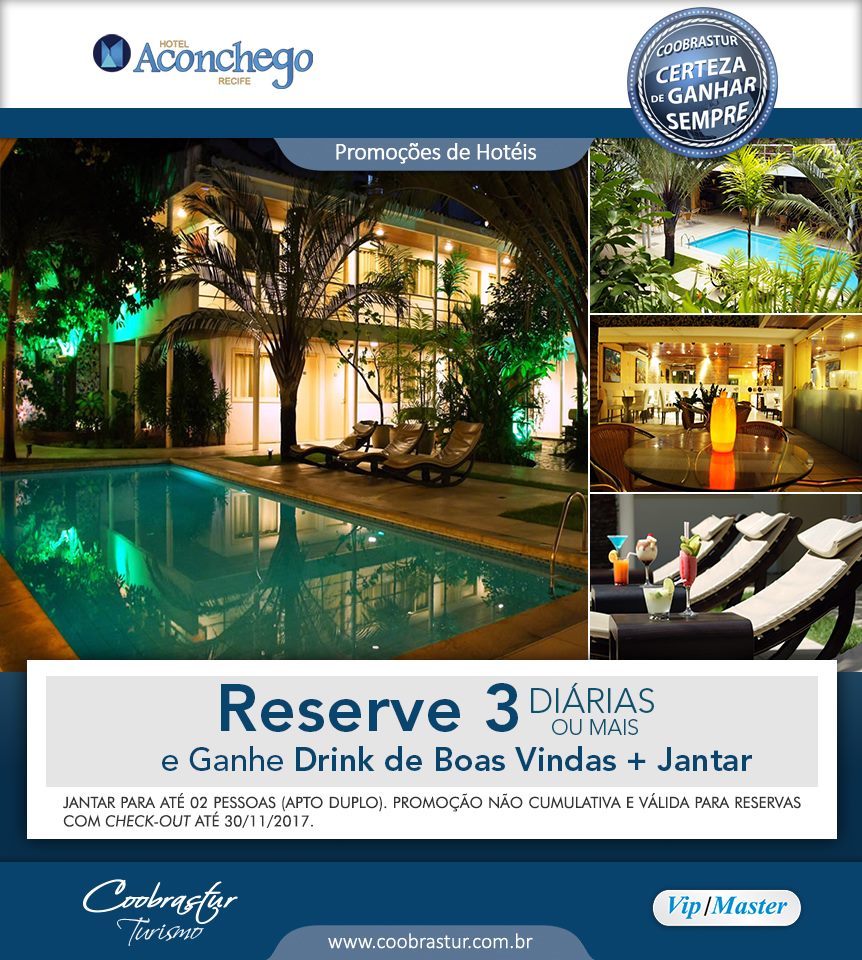 HOTEL
Aconchego
RECIFE
COOBRASTUR
CERTEZA
DE GANHAR
SEMPRE
Promoções de Hotéis
Reserve 3 DIÁRIAS
OU MAIS
e Ganhe Drink de Boas Vindas + Jantar
JANTAR PARA ATÉ 02 PESSOAS (APTO DUPLO). PROMOÇÃO NÃO CUMULATIVA E VÁLIDA PARA RESERVAS
COM CHECK-OUT ATÉ 30/11/2017.
Coobrastur
Turismo
Vip/Master
www.coobrastur.com.br